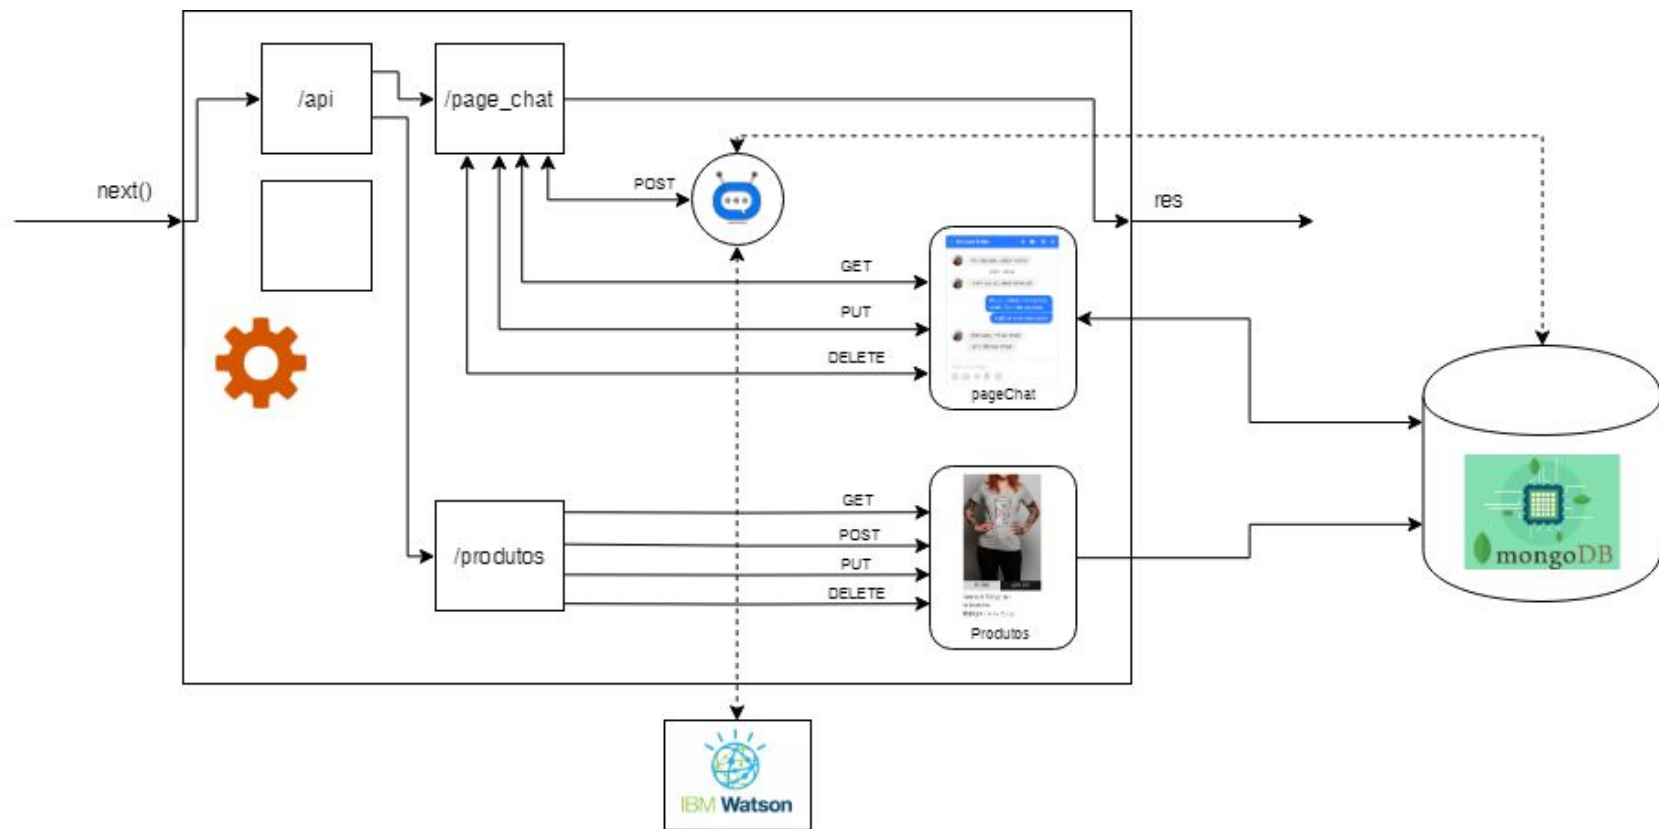 /api
/page_chat
next()
POST
res
GET
PUT
DELETE
pageChat
GET
/produtos
POST
PUT
DELETE
Produtos
mongoDB
IBM Watson